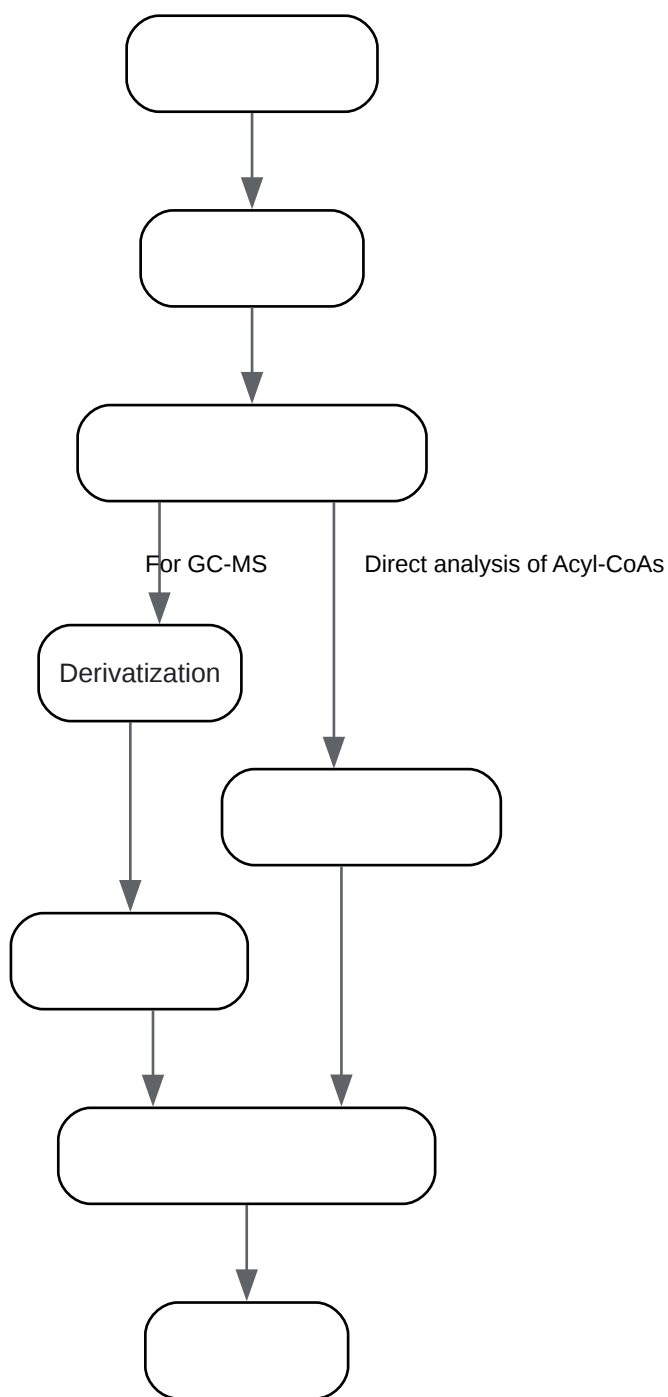 For GC-MS
Direct analysis of Acyl-CoAs
Derivatization